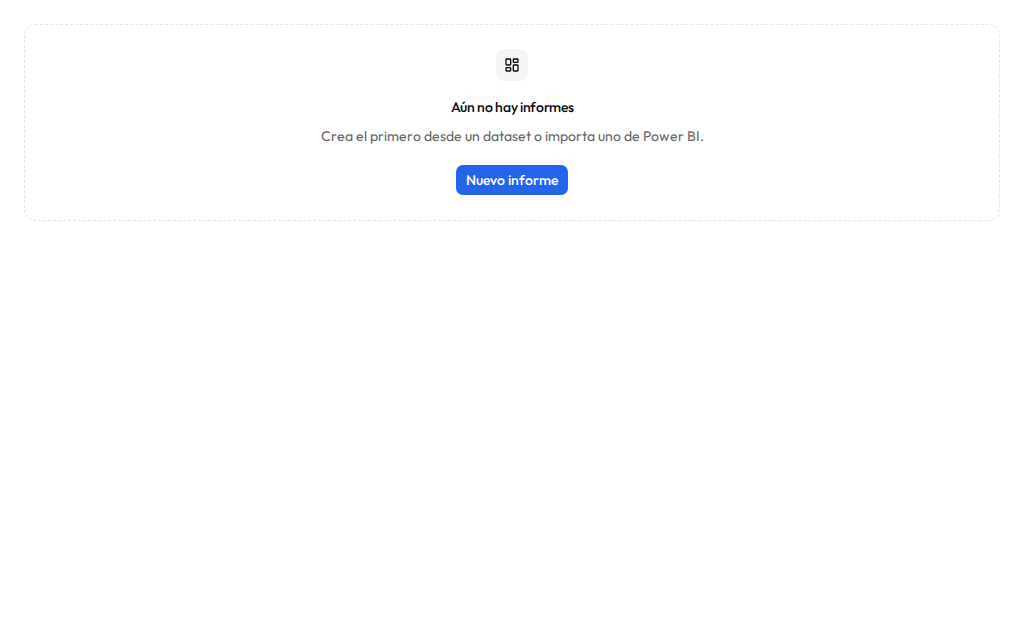 Aún no hay informes
Crea el primero desde un dataset o importa uno de Power BI.
Nuevo informe